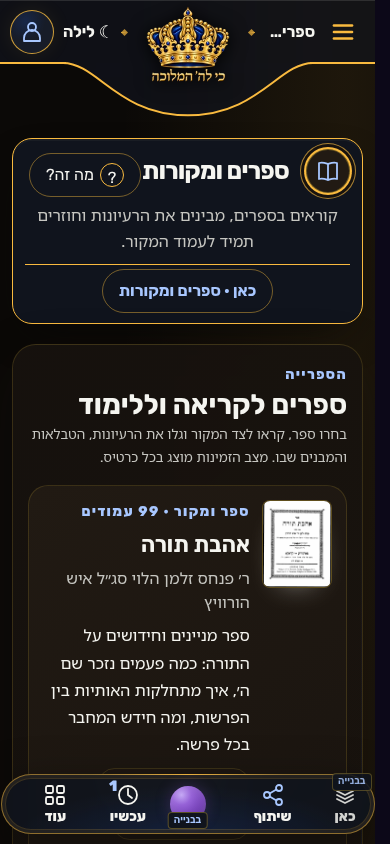 ספרי...
☾ לילה
כי לה' המלוכה
ספרים ומקורות
? מה זה?
קוראים בספרים, מבינים את הרעיונות וחוזרים
תמיד לעמוד המקור.
כאן • ספרים ומקורות
הספרייה
ספרים לקריאה וללימוד
בחרו ספר, קראו לצד המקור וגלו את הרעיונות, הטבלאות
והמבנים שבו. מצב הזמינות מוצג בכל כרטיס.
ספר ומקור • 99 עמודים
אהבת תורה
ר׳ פנחס זלמן הלוי סג״ל איש
הורוויץ
ספר מניינים וחידושים על
התורה: כמה פעמים נזכר שם
ה׳, איך מתחלקות האותיות בין
הפרשות, ומה חידש המחבר
בכל פרשה.
בבנייה
כאן
שיתוף
בבנייה
1
עכשיו
עוד